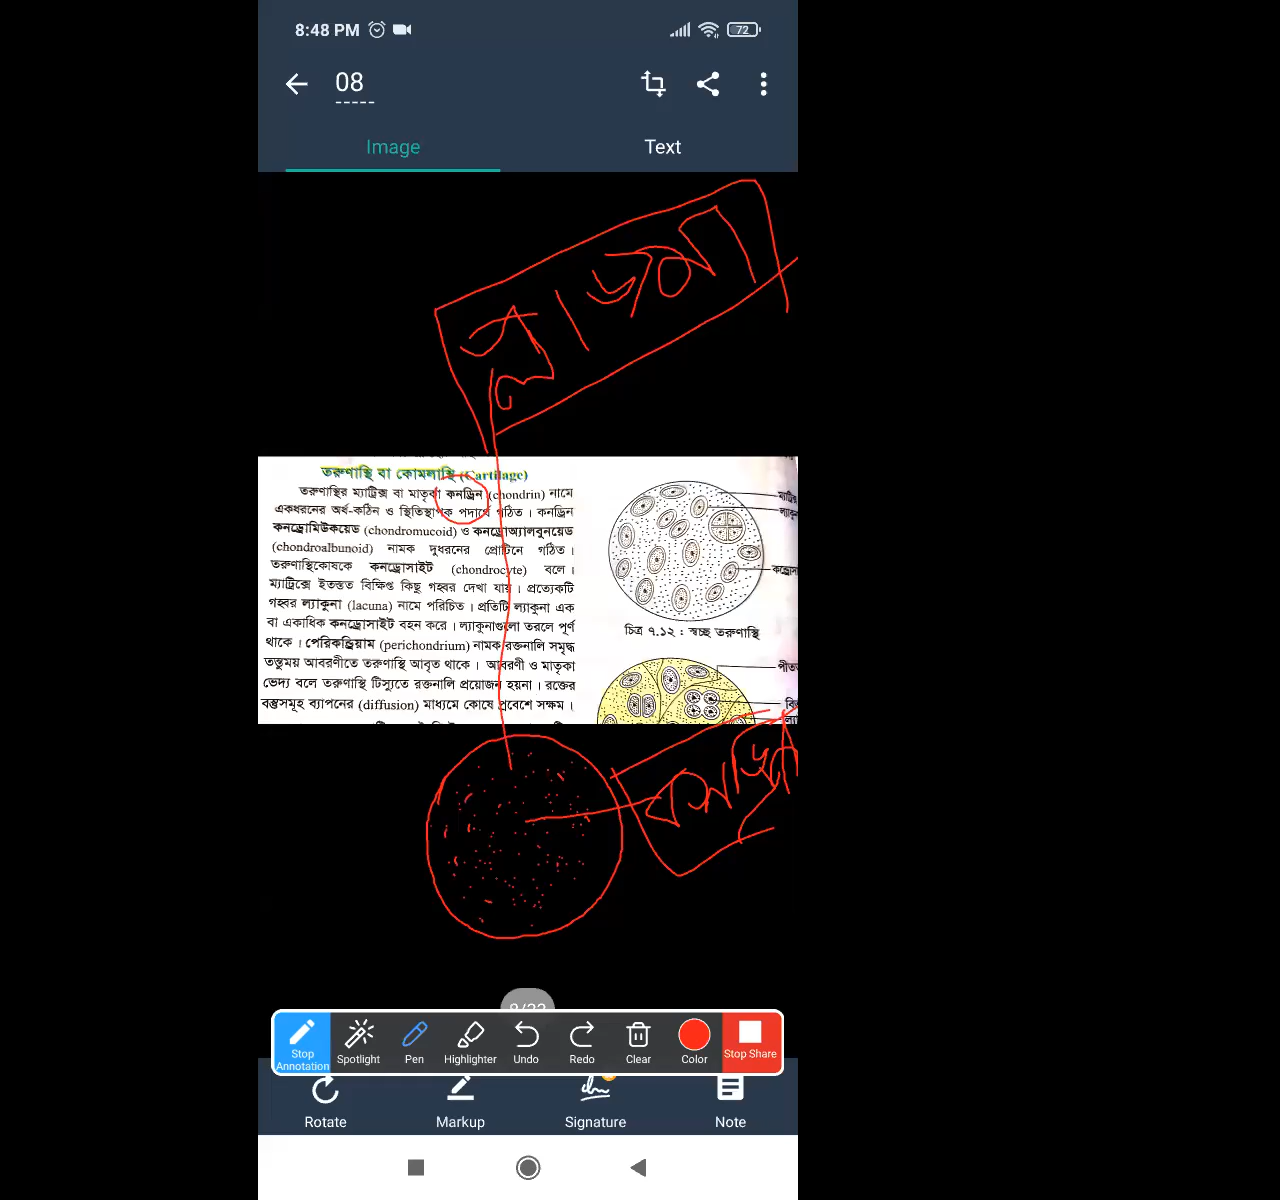 8:48 PM
72
08
Image
Text
তরুণাস্থি বা কোমলাস্থি (Cartilage)
তরুণাস্থির ম্যাট্রিক্স বা মাতৃকা কনড্রিন (chondrin) নামে
একধরনের অর্ধ-কঠিন ও স্থিতিস্থাপক পদার্থে গঠিত। কনড্রিন
কনড্রোমিউকয়েড (chondromucoid) ও কনড্রোঅ্যালবুনয়েড
(chondroalbunoid) নামক দুধরনের প্রোটিনে গঠিত।
তরুণাস্থিকোষকে কনড্রোসাইট (chondrocyte) বলে।
ম্যাট্রিক্সে ইতস্তত বিক্ষিপ্ত কিছু গহ্বর দেখা যায়। প্রত্যেকটি
গহ্বর ল্যাকুনা (lacuna) নামে পরিচিত। প্রতিটি ল্যাকুনা এক
বা একাধিক কনড্রোসাইট বহন করে। ল্যাকুনাগুলো তরলে পূর্ণ
থাকে। পেরিকন্ড্রিয়াম (perichondrium) নামক রক্তনালি সমৃদ্ধ
তন্তুময় আবরণীতে তরুণাস্থি আবৃত থাকে। আবরণী ও মাতৃকা
ভেদ্য বলে তরুণাস্থি টিস্যুতে রক্তনালি প্রয়োজন হয়না। রক্তের
বস্তুসমূহ ব্যাপনের (diffusion) মাধ্যমে কোষে প্রবেশে সক্ষম।
চিত্র ৭.১২ : স্বচ্ছ তরুণাস্থি
Stop Annotation
Spotlight
Pen
Highlighter
Undo
Redo
Clear
Color
Stop Share
Rotate
Markup
Signature
Note